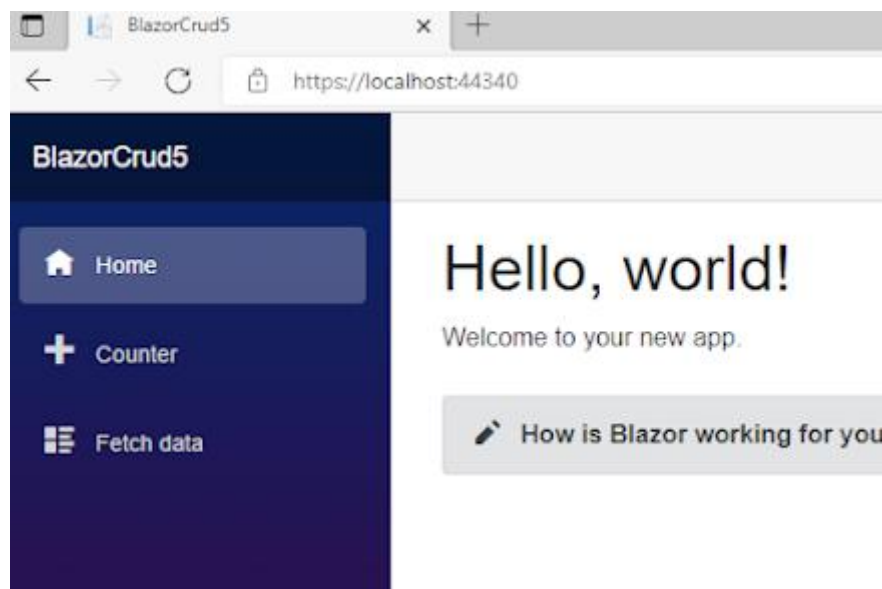 BlazorCrud5
https://localhost:44340
BlazorCrud5
Home
Counter
Fetch data
Hello, world!
Welcome to your new app.
How is Blazor working for you